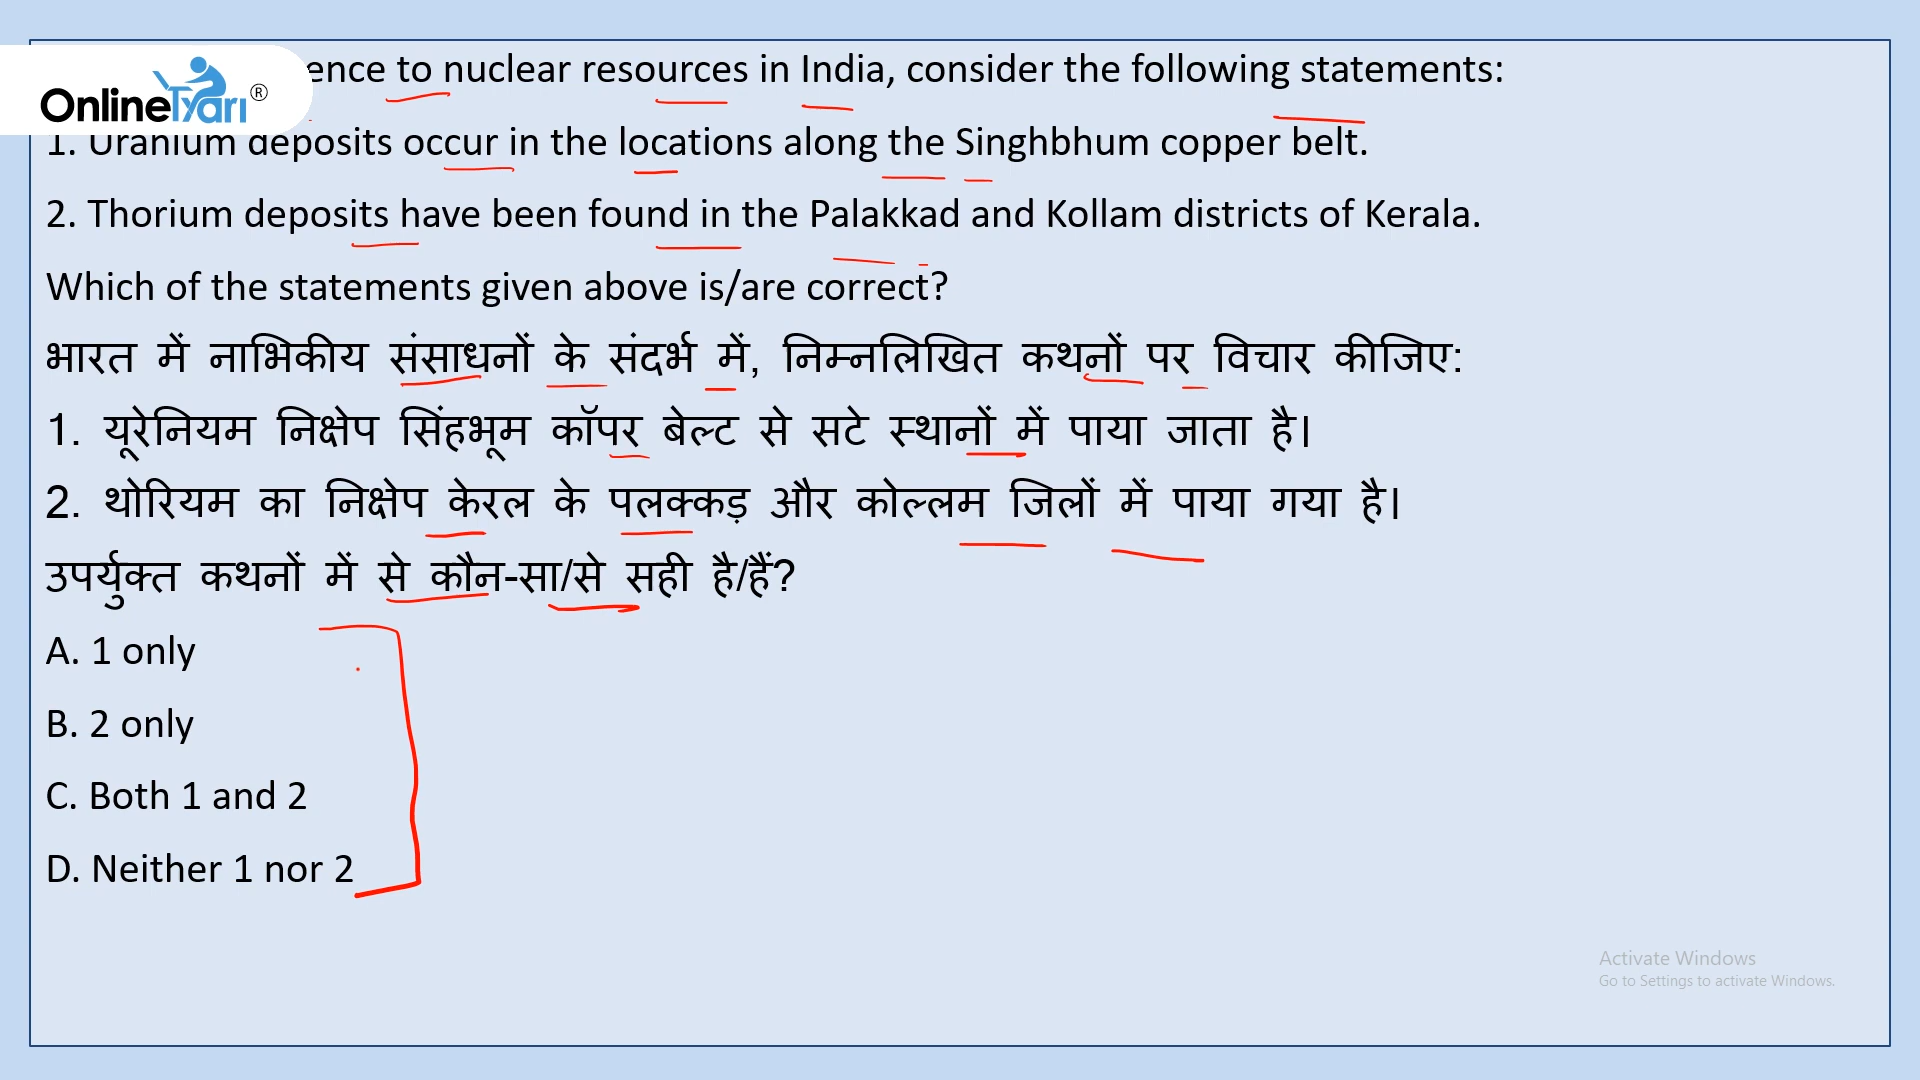 OnlineTyari®
ence to nuclear resources in India, consider the following statements:
1. Uranium deposits occur in the locations along the Singhbhum copper belt.
2. Thorium deposits have been found in the Palakkad and Kollam districts of Kerala.
Which of the statements given above is/are correct?
भारत में नाभिकीय संसाधनों के संदर्भ में, निम्नलिखित कथनों पर विचार कीजिए:
1. यूरेनियम निक्षेप सिंहभूम कॉपर बेल्ट से सटे स्थानों में पाया जाता है।
2. थोरियम का निक्षेप केरल के पलक्कड़ और कोल्लम जिलों में पाया गया है।
उपर्युक्त कथनों में से कौन-सा/से सही है/हैं?
A. 1 only
B. 2 only
C. Both 1 and 2
D. Neither 1 nor 2
Activate Windows
Go to Settings to activate Windows.